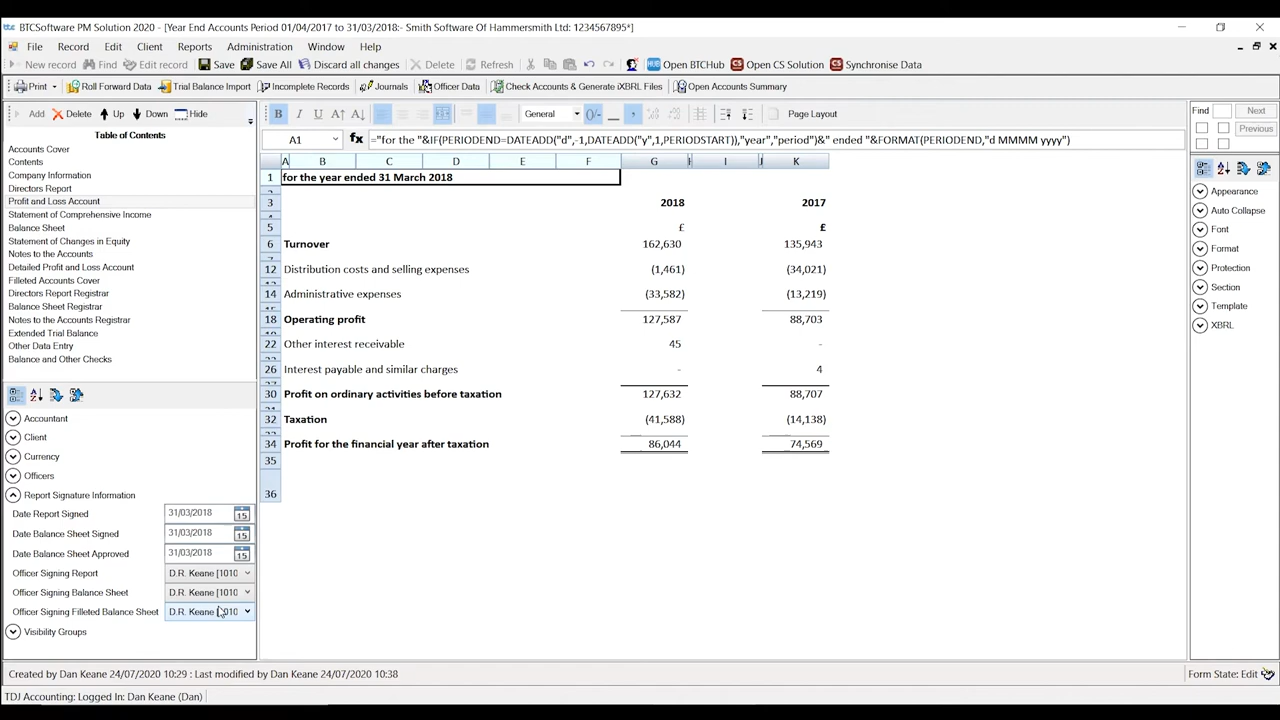 btc BTCSoftware PM Solution 2020 - [Year End Accounts Period 01/04/2017 to 31/03/2018:- Smith Software Of Hammersmith Ltd: 1234567895*]
File Record Edit Client Reports Administration Window Help
New record Find Edit record Save Save All Discard all changes Delete Refresh HUB Open BTCHub CS Open CS Solution CS Synchronise Data
Print Roll Forward Data Trial Balance Import Incomplete Records Journals Officer Data Check Accounts & Generate iXBRL Files Open Accounts Summary
Add Delete Up Down Hide
B I U A A General Page Layout
Find Next
Previous
Table of Contents
Accounts Cover
Contents
Company Information
Directors Report
Profit and Loss Account
Statement of Comprehensive Income
Balance Sheet
Statement of Changes in Equity
Notes to the Accounts
Detailed Profit and Loss Account
Filleted Accounts Cover
Directors Report Registrar
Balance Sheet Registrar
Notes to the Accounts Registrar
Extended Trial Balance
Other Data Entry
Balance and Other Checks
Accountant
Client
Currency
Officers
Report Signature Information
Date Report Signed 31/03/2018 15
Date Balance Sheet Signed 31/03/2018 15
Date Balance Sheet Approved 31/03/2018 15
Officer Signing Report D.R. Keane [1010
Officer Signing Balance Sheet D.R. Keane [1010
Officer Signing Filleted Balance Sheet D.R. Keane [1010
Visibility Groups
A1 fx ="for the "&IF(PERIODEND=DATEADD("d",-1,DATEADD("y",1,PERIODSTART)),"year","period")&" ended "&FORMAT(PERIODEND,"d MMMM yyyy")
A B C D E F G H I J K
1 for the year ended 31 March 2018
3 2018 2017
5 £ £
6 Turnover 162,630 135,943
12 Distribution costs and selling expenses (1,461) (34,021)
14 Administrative expenses (33,582) (13,219)
18 Operating profit 127,587 88,703
22 Other interest receivable 45 -
26 Interest payable and similar charges - 4
30 Profit on ordinary activities before taxation 127,632 88,707
32 Taxation (41,588) (14,138)
34 Profit for the financial year after taxation 86,044 74,569
35
36
Appearance
Auto Collapse
Font
Format
Protection
Section
Template
XBRL
Created by Dan Keane 24/07/2020 10:29 : Last modified by Dan Keane 24/07/2020 10:38 Form State: Edit
TDJ Accounting: Logged In: Dan Keane (Dan)